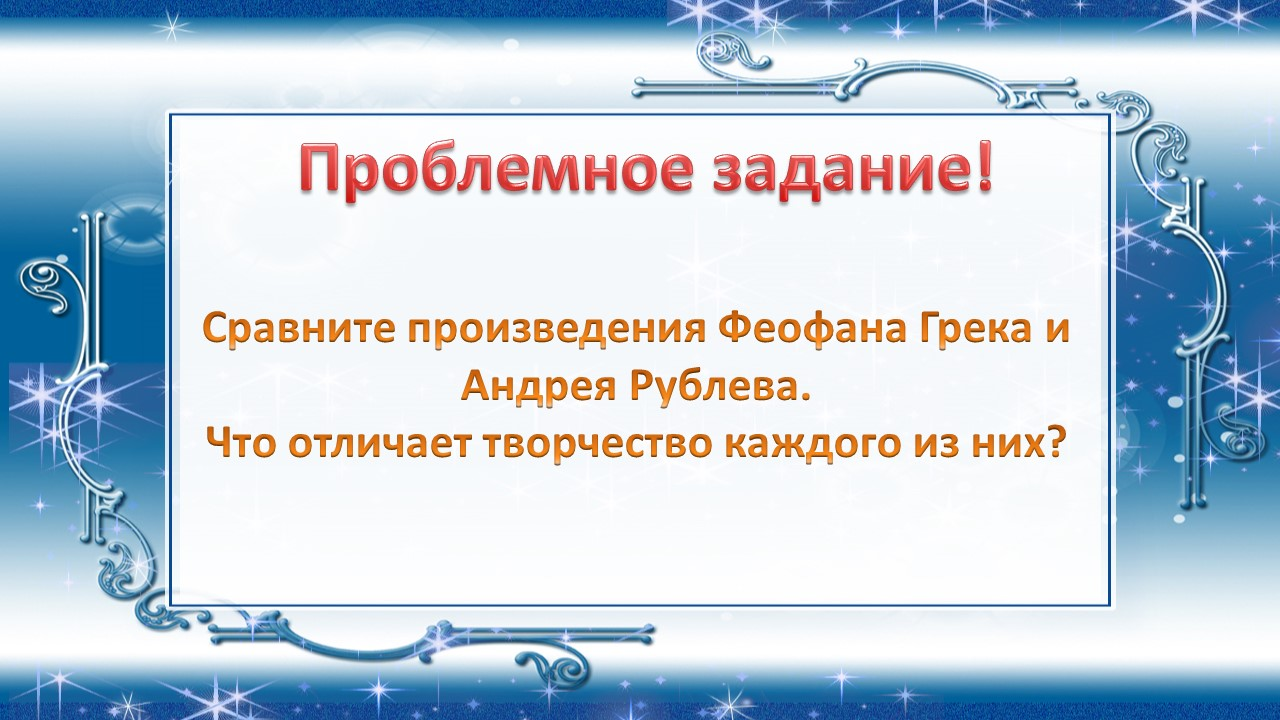 Проблемное задание!
Сравните произведения Феофана Грека и
Андрея Рублева.
Что отличает творчество каждого из них?